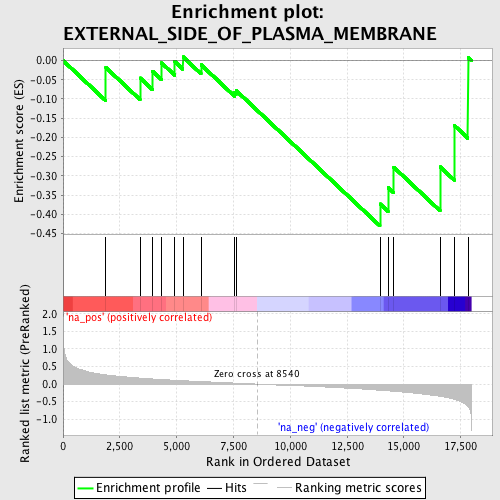 Enrichment plot:
EXTERNAL_SIDE_OF_PLASMA_MEMBRANE
Enrichment score (ES)
0.00
-0.05
-0.10
-0.15
-0.20
-0.25
-0.30
-0.35
-0.40
-0.45
'na_pos' (positively correlated)
Ranked list metric (PreRanked)
2.0
1.5
1.0
0.5
0.0
-0.5
-1.0
Zero cross at 8540
'na_neg' (negatively correlated)
0 2,500 5,000 7,500 10,000 12,500 15,000 17,500
Rank in Ordered Dataset
Enrichment profile Hits Ranking metric scores